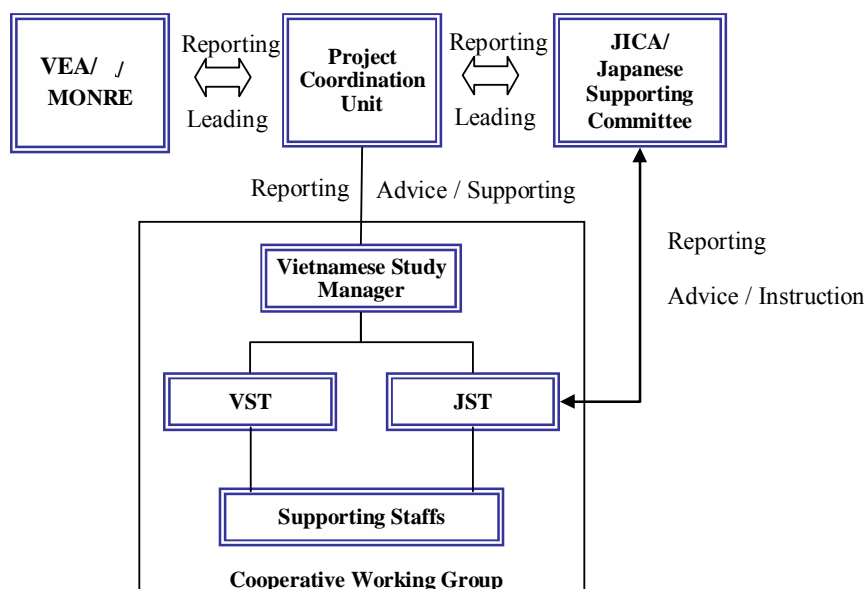 VEA/ ./
MONRE
Reporting
Leading
Project
Coordination
Unit
Reporting
Leading
JICA/
Japanese
Supporting
Committee
Reporting
Advice / Supporting
Reporting
Advice / Instruction
Vietnamese Study
Manager
VST
JST
Supporting Staffs
Cooperative Working Group